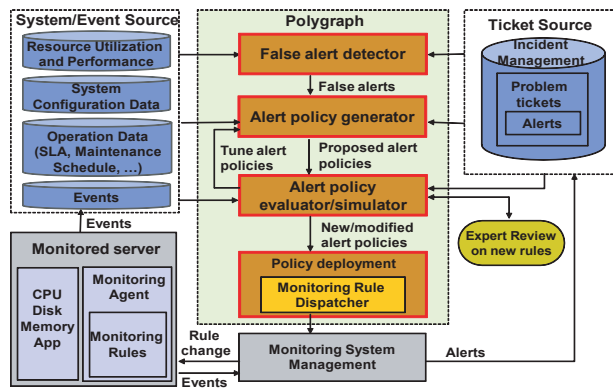 System/Event Source
Resource Utilization
and Performance
System
Configuration Data
Operation Data
(SLA, Maintenance
Schedule, ...)
Events
Events
Monitored server
CPU
Disk
Memory
App
Monitoring
Agent
Monitoring
Rules
Polygraph
False alert detector
False alerts
Alert policy generator
Tune alert
policies
Proposed alert
policies
Alert policy
evaluator/simulator
New/modified
alert policies
Policy deployment
Monitoring Rule
Dispatcher
Rule
change
Events
Monitoring System
Management
Alerts
Ticket Source
Incident
Management
Problem
tickets
Alerts
Expert Review
on new rules